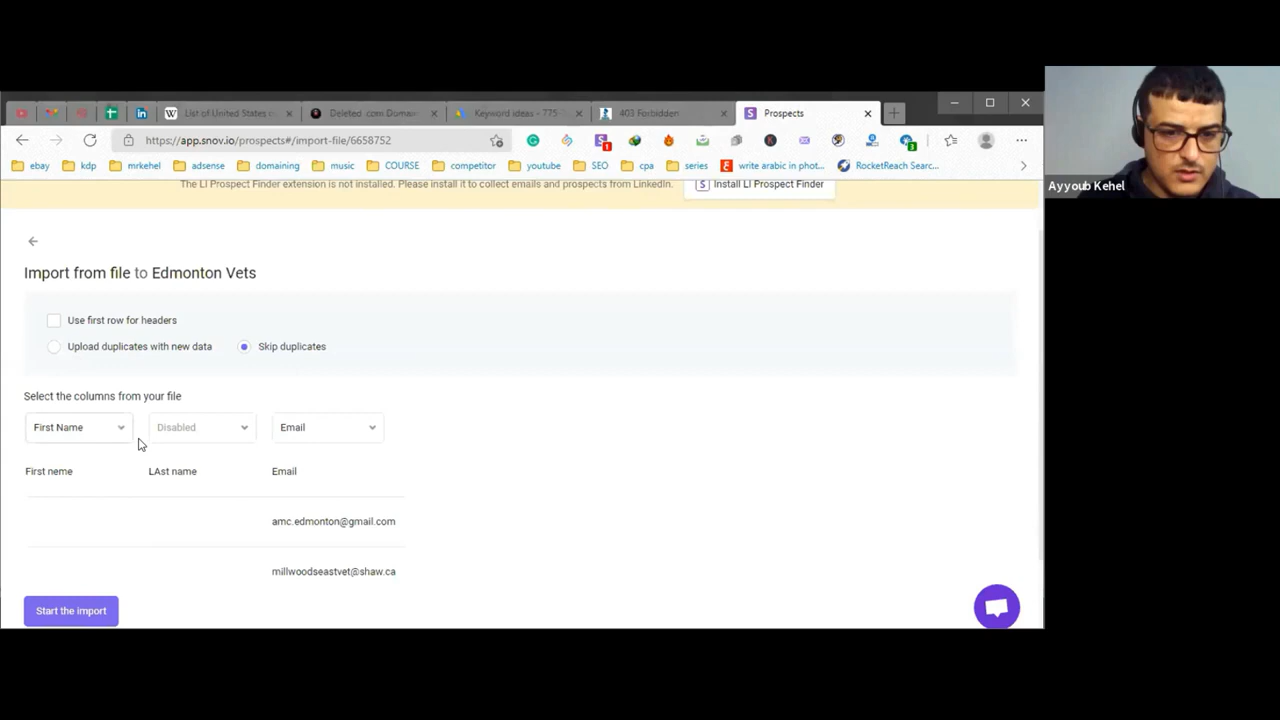 List of United States c
Deleted .com Domain
Keyword ideas - 775
403 Forbidden
Prospects
https://app.snov.io/prospects#/import-file/6658752
1
3
ebay
kdp
mrkehel
adsense
domaining
music
COURSE
competitor
youtube
SEO
cpa
series
write arabic in phot...
RocketReach Searc...
Ayyoub Kehel
The LI Prospect Finder extension is not installed. Please install it to collect emails and prospects from LinkedIn.
Install LI Prospect Finder
Import from file to Edmonton Vets
Use first row for headers
Upload duplicates with new data
Skip duplicates
Select the columns from your file
First Name
Disabled
Email
First neme
LAst name
Email
amc.edmonton@gmail.com
millwoodseastvet@shaw.ca
Start the import